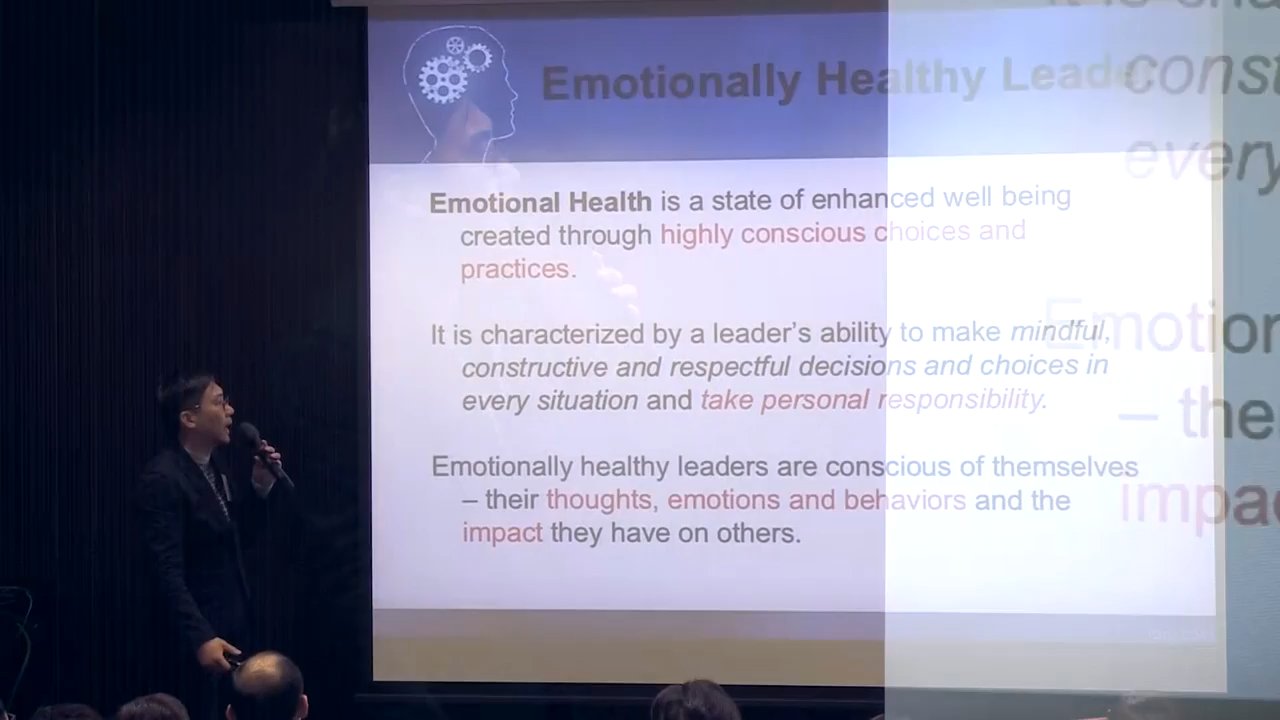 Emotionally Healthy Leader
Emotional Health is a state of enhanced well being
created through highly conscious choices and
practices.
It is characterized by a leader's ability to make mindful,
constructive and respectful decisions and choices in
every situation and take personal responsibility.
Emotionally healthy leaders are conscious of themselves
– their thoughts, emotions and behaviors and the
impact they have on others.